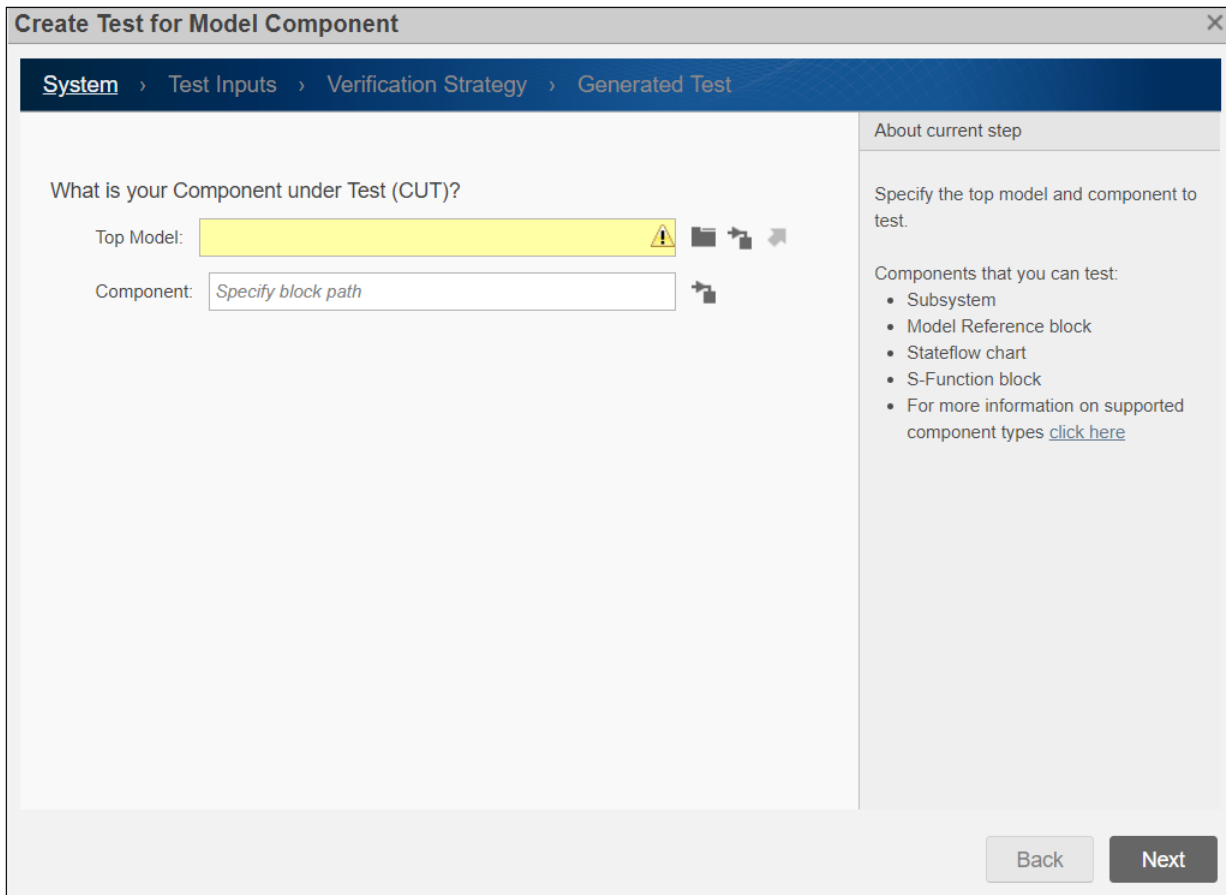 Create Test for Model Component
System › Test Inputs › Verification Strategy › Generated Test
About current step
What is your Component under Test (CUT)?
Top Model:
Component: Specify block path
Specify the top model and component to
test.
Components that you can test:
• Subsystem
• Model Reference block
• Stateflow chart
• S-Function block
• For more information on supported
component types click here
Back Next